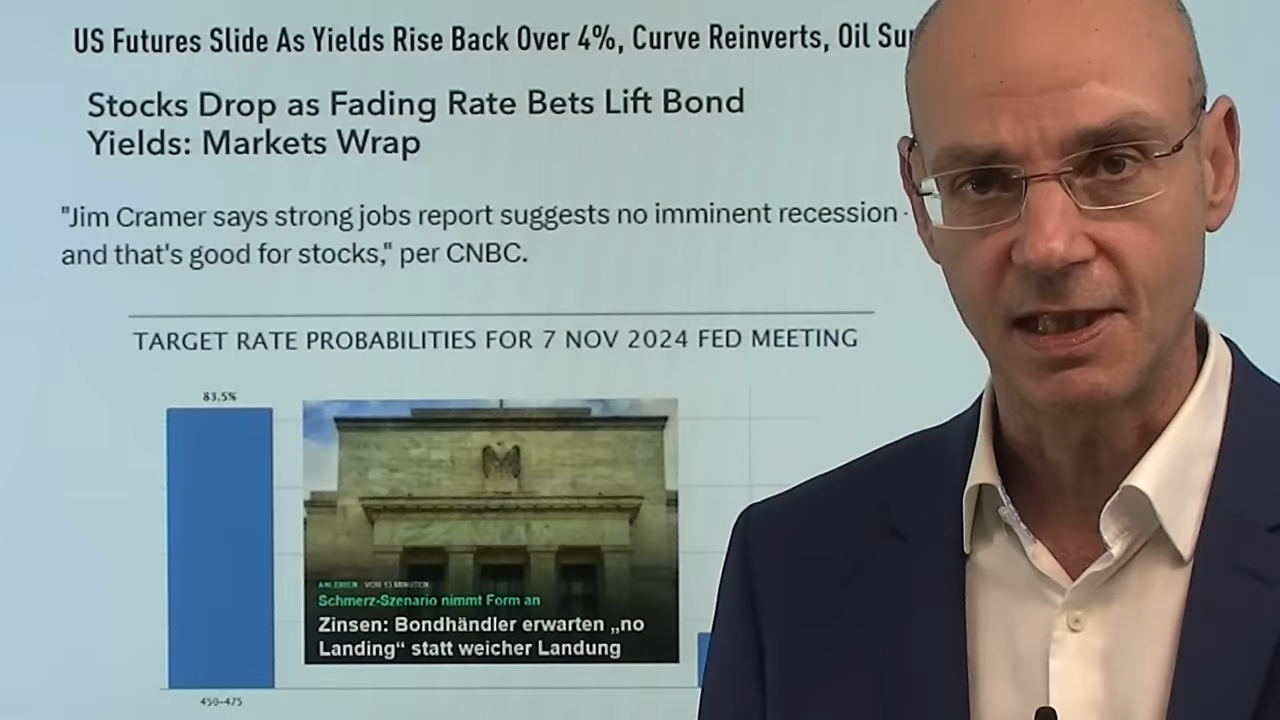 US Futures Slide As Yields Rise Back Over 4%, Curve Reinverts, Oil
Stocks Drop as Fading Rate Bets Lift Bond
Yields: Markets Wrap
"Jim Cramer says strong jobs report suggests no imminent recession -
and that's good for stocks," per CNBC.
TARGET RATE PROBABILITIES FOR 7 NOV 2024 FED MEETING
83.5%
ANLEIHEN VOR 13 MINUTEN
Schmerz-Szenario nimmt Form an
Zinsen: Bondhändler erwarten „no
Landing“ statt weicher Landung
450-475